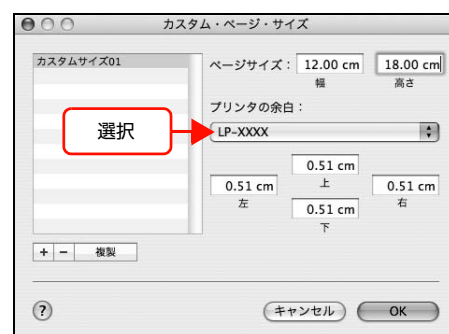 カスタム・ページ・サイズ
カスタムサイズ01
ページサイズ： 12.00 cm 18.00 cm
幅 高さ
プリンタの余白：
選択
LP-XXXX
0.51 cm
上
0.51 cm 0.51 cm
左 右
0.51 cm
下
+ − 複製
? キャンセル OK